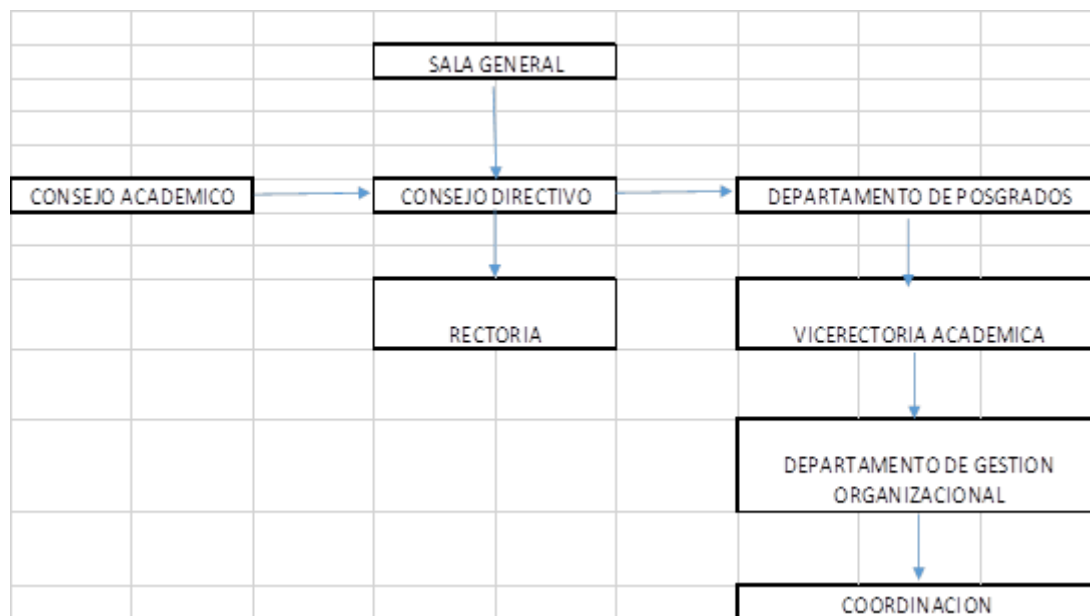 SALA GENERAL
CONSEJO ACADEMICO
CONSEJO DIRECTIVO
DEPARTAMENTO DE POSGRADOS
RECTORIA
VICERECTORIA ACADEMICA
DEPARTAMENTO DE GESTION
ORGANIZACIONAL
COORDINACION